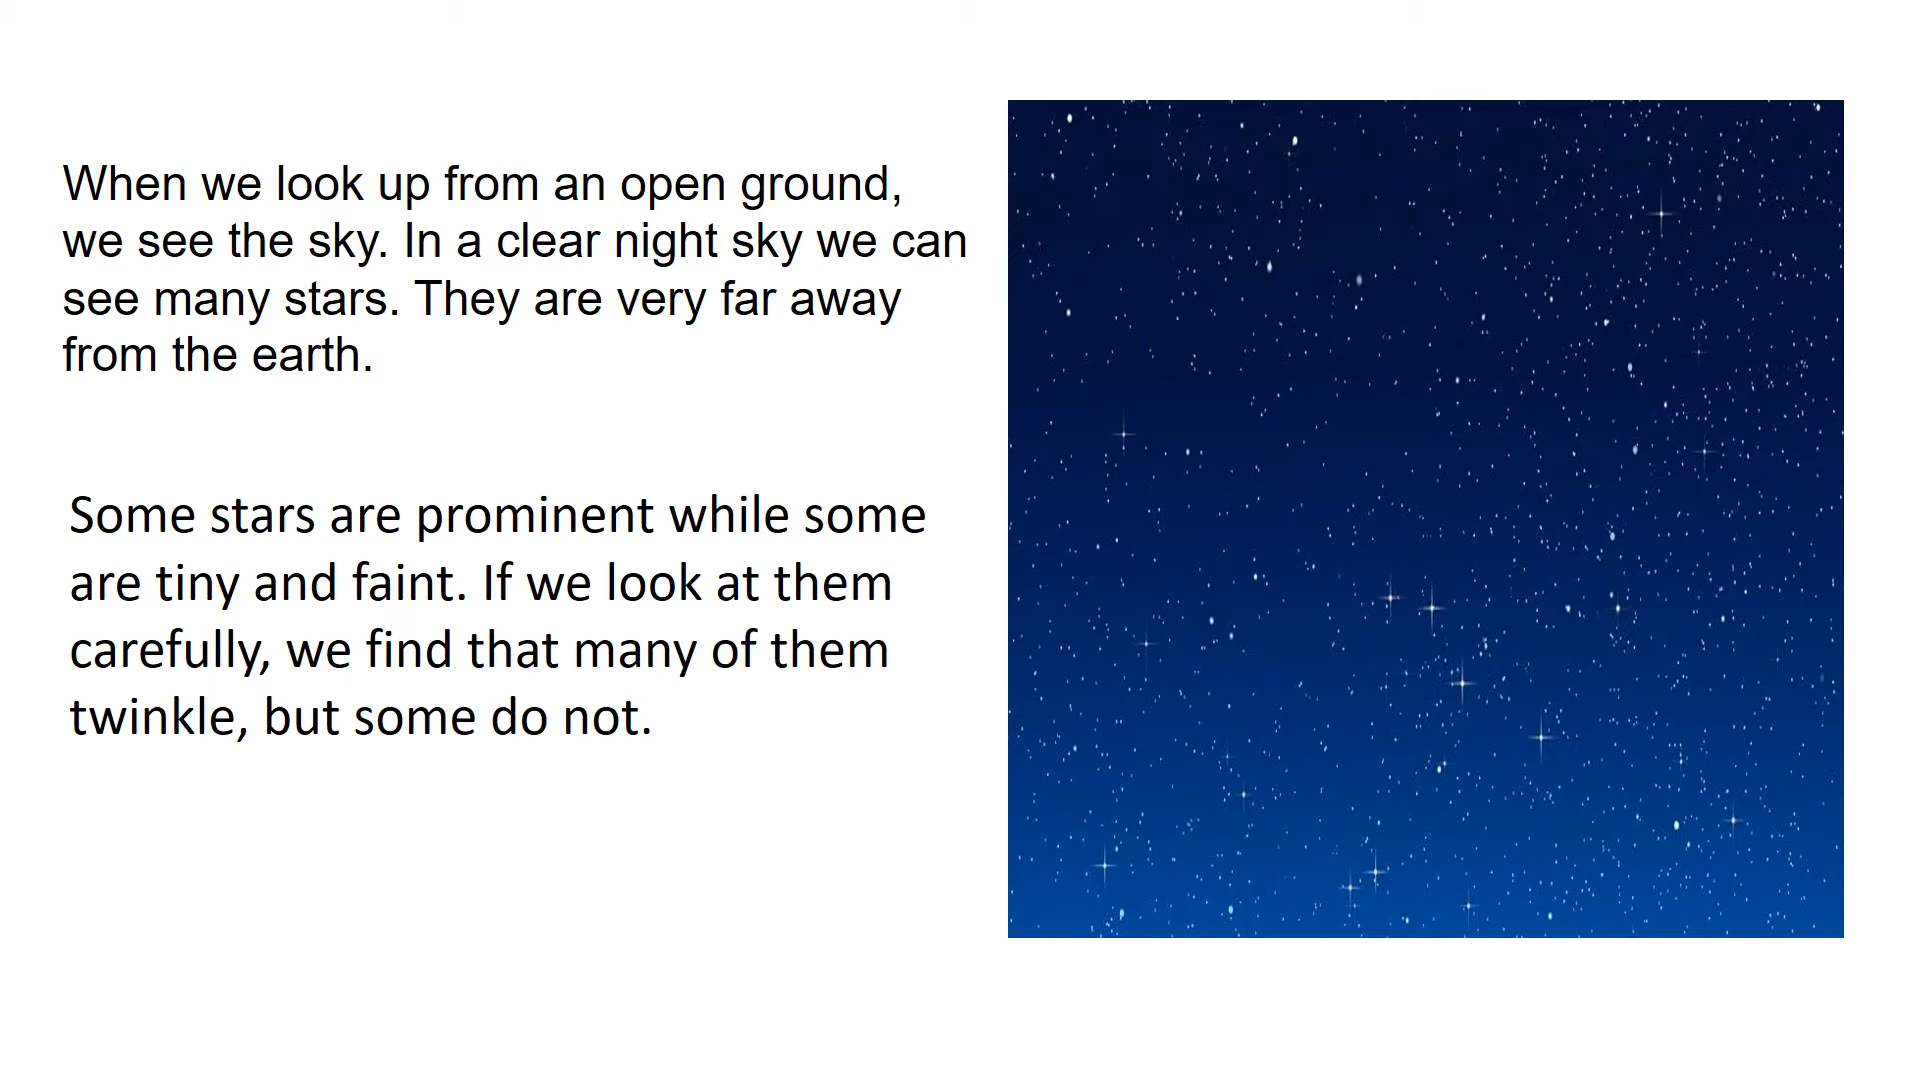 When we look up from an open ground,
we see the sky. In a clear night sky we can
see many stars. They are very far away
from the earth.
Some stars are prominent while some
are tiny and faint. If we look at them
carefully, we find that many of them
twinkle, but some do not.